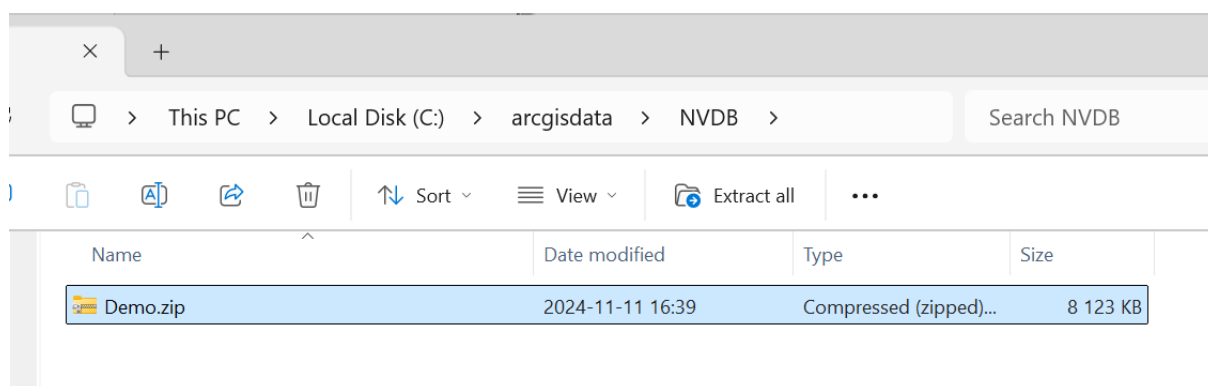 This PC > Local Disk (C:) > arcgisdata > NVDB >
Search NVDB
Sort
View
Extract all
Name
Date modified
Type
Size
Demo.zip
2024-11-11 16:39
Compressed (zipped)...
8 123 KB